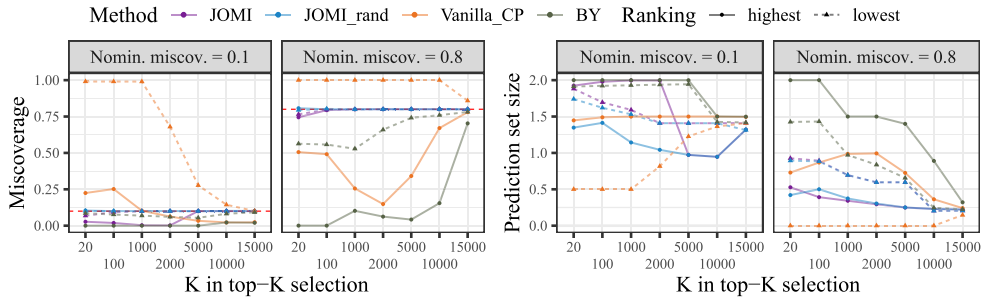 Method JOMI JOMI_rand Vanilla_CP BY Ranking highest lowest
Nomin. miscov. = 0.1 Nomin. miscov. = 0.8 Nomin. miscov. = 0.1 Nomin. miscov. = 0.8
Miscoverage
1.00
0.75
0.50
0.25
0.00
20 1000 5000 15000 20 1000 5000 15000
100 2000 10000 100 2000 10000
K in top−K selection
Prediction set size
2.0
1.5
1.0
0.5
0.0
20 1000 5000 15000 20 1000 5000 15000
100 2000 10000 100 2000 10000
K in top−K selection